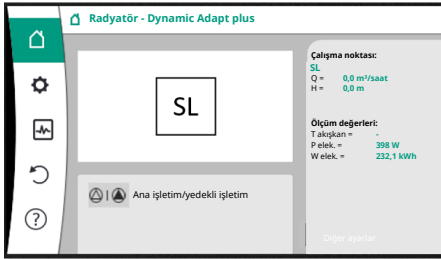 Radyatör - Dynamic Adapt plus
SL
Ana işletim/yedekli işletim
Çalışma noktası:
SL
Q = 0,0 m³/saat
H = 0,0 m
Ölçüm değerleri:
T akışkan = -
P elek. = 398 W
W elek. = 232,1 kWh
Diğer ayarlar
?